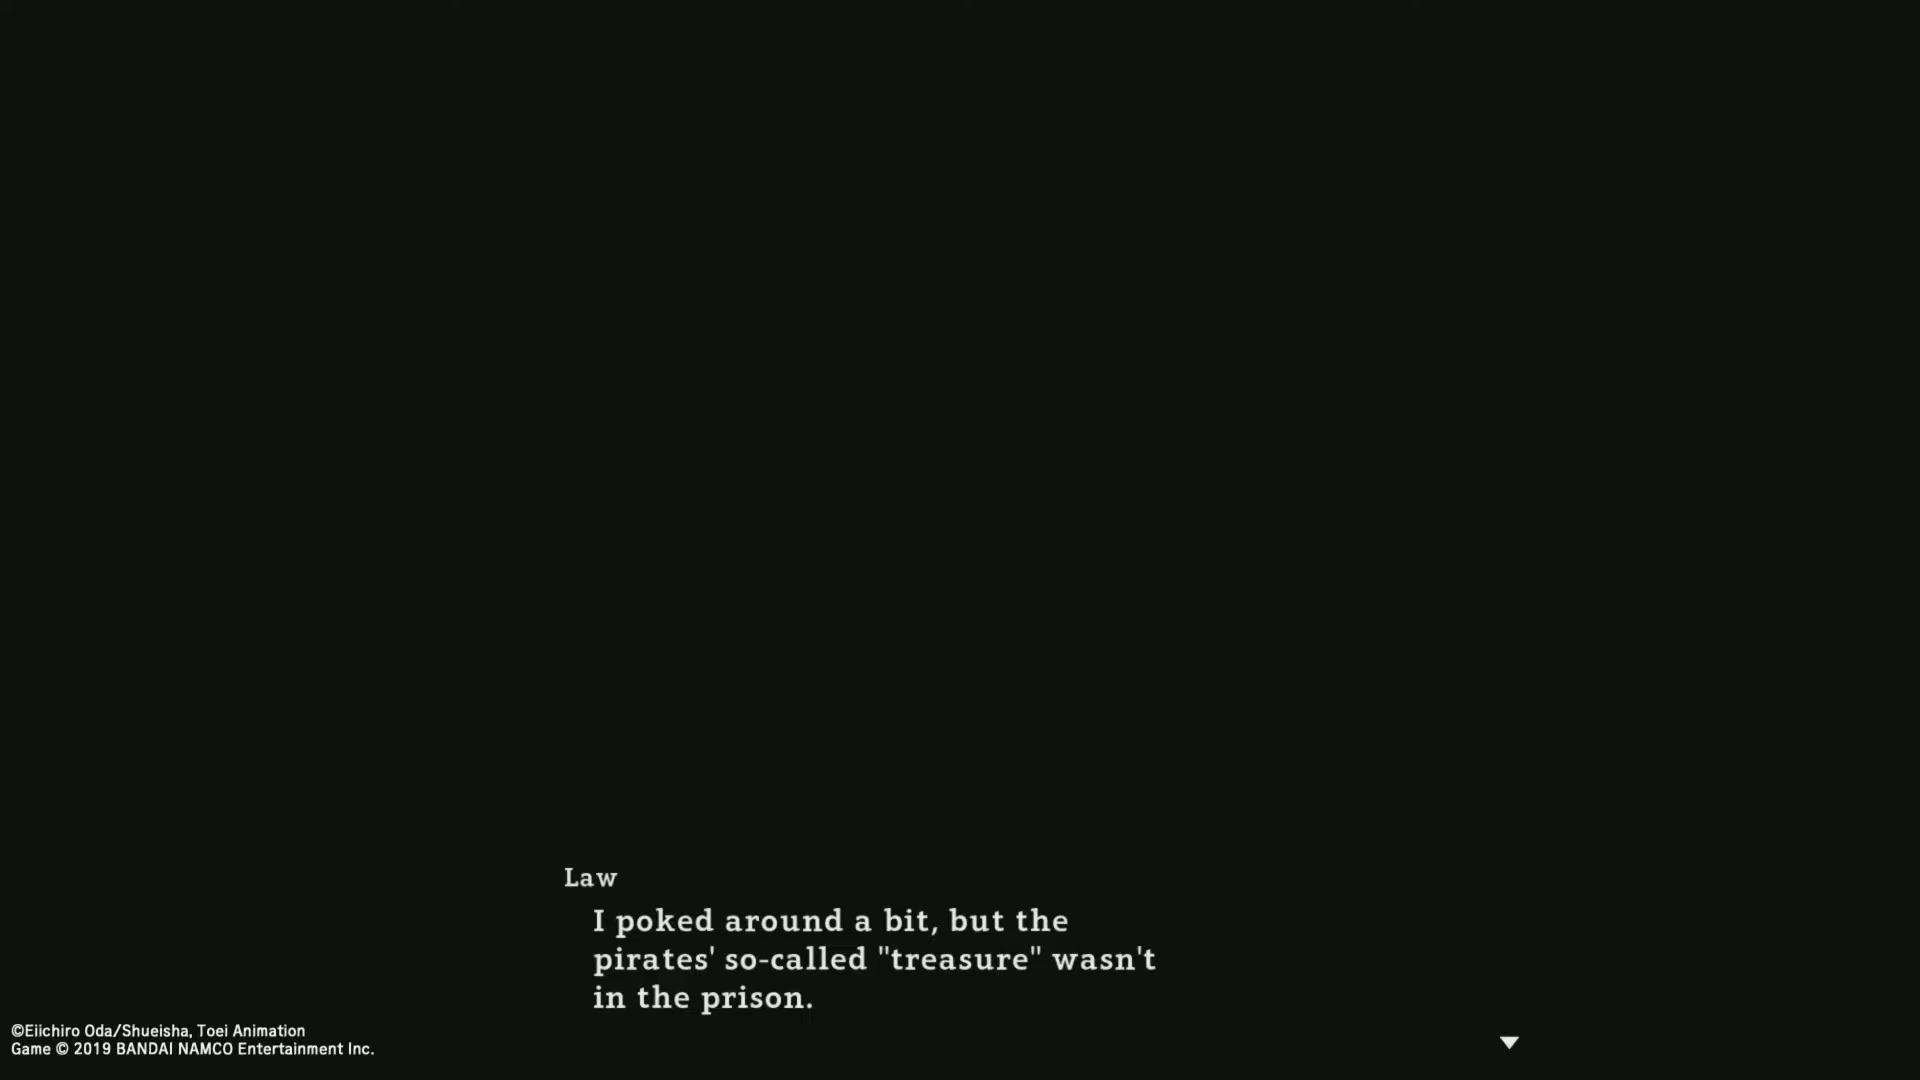 Law
I poked around a bit, but the
pirates' so-called "treasure" wasn't
in the prison.
©Eiichiro Oda/Shueisha, Toei Animation
Game © 2019 BANDAI NAMCO Entertainment Inc.